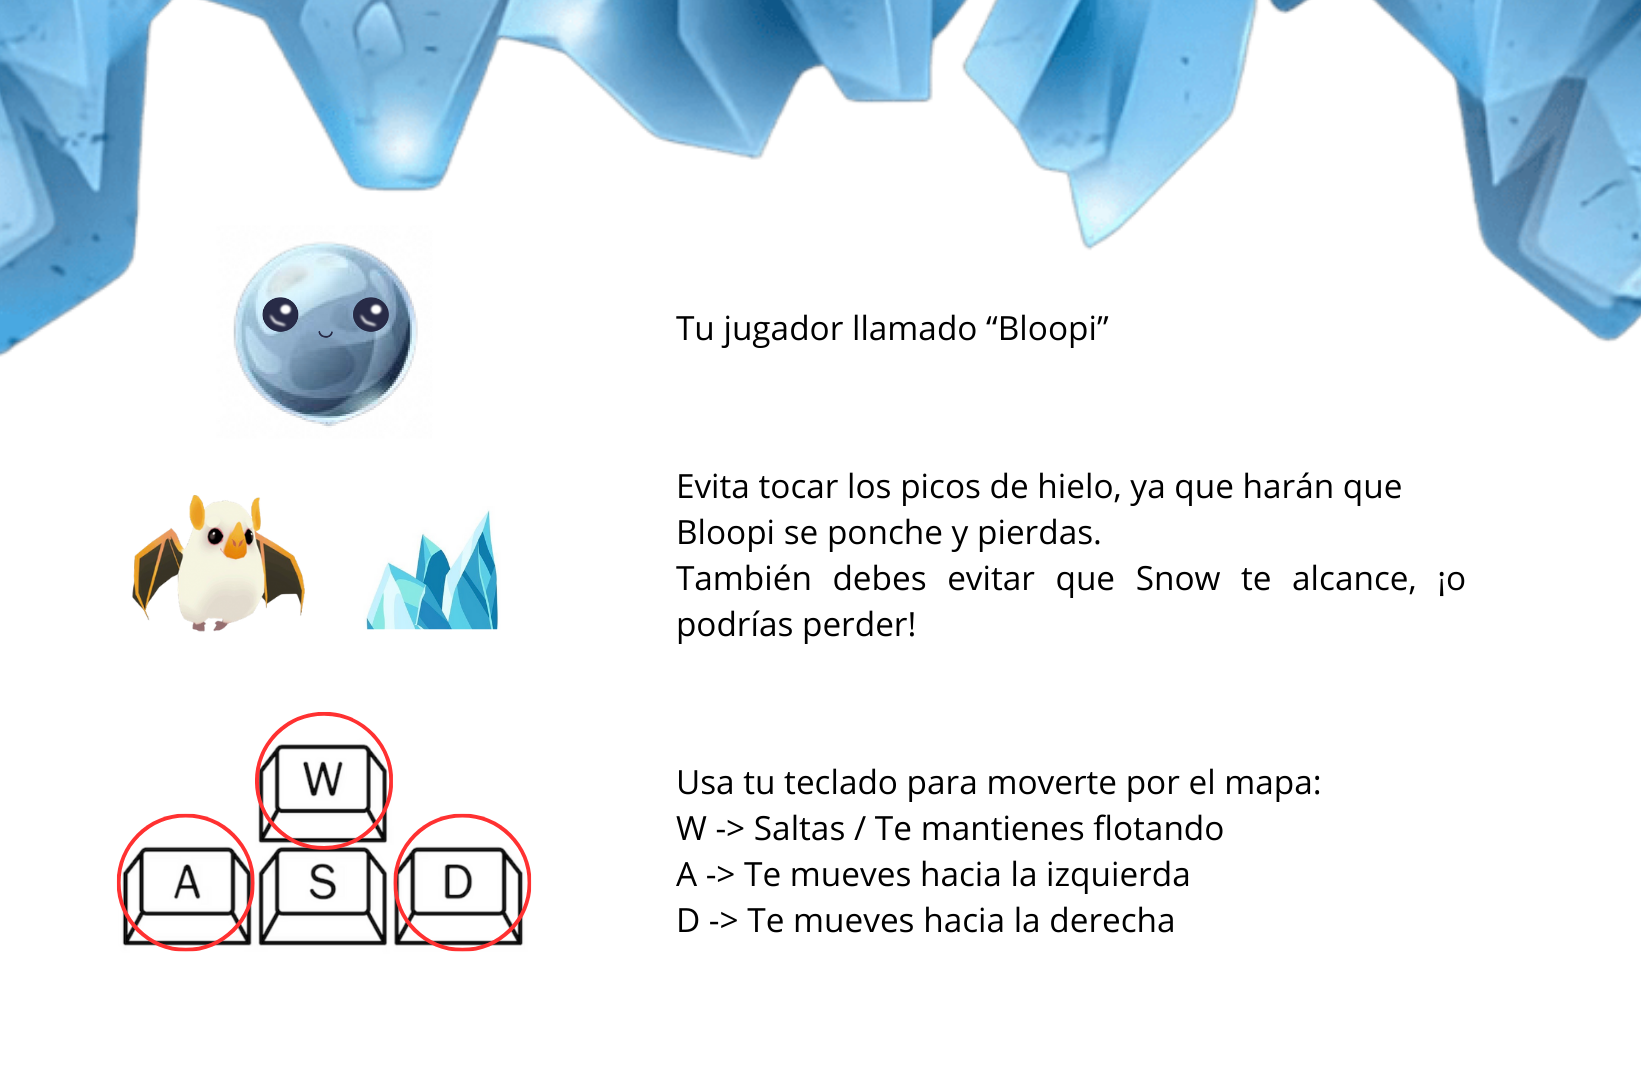 Tu jugador llamado “Bloopi”
Evita tocar los picos de hielo, ya que harán que
Bloopi se ponche y pierdas.
También debes evitar que Snow te alcance, ¡o
podrías perder!
W
A S D
Usa tu teclado para moverte por el mapa:
W -> Saltas / Te mantienes flotando
A -> Te mueves hacia la izquierda
D -> Te mueves hacia la derecha